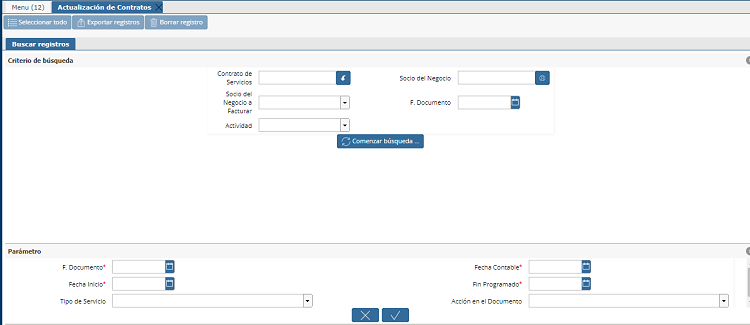 Menu (12) Actualización de Contratos
Seleccionar todo Exportar registros Borrar registro
Buscar registros
Criterio de búsqueda
Contrato de Servicios
Socio del Negocio
Socio del Negocio a Facturar
F. Documento
Actividad
Comenzar búsqueda ...
Parámetro
F. Documento* Fecha Contable*
Fecha Inicio* Fin Programado*
Tipo de Servicio Acción en el Documento